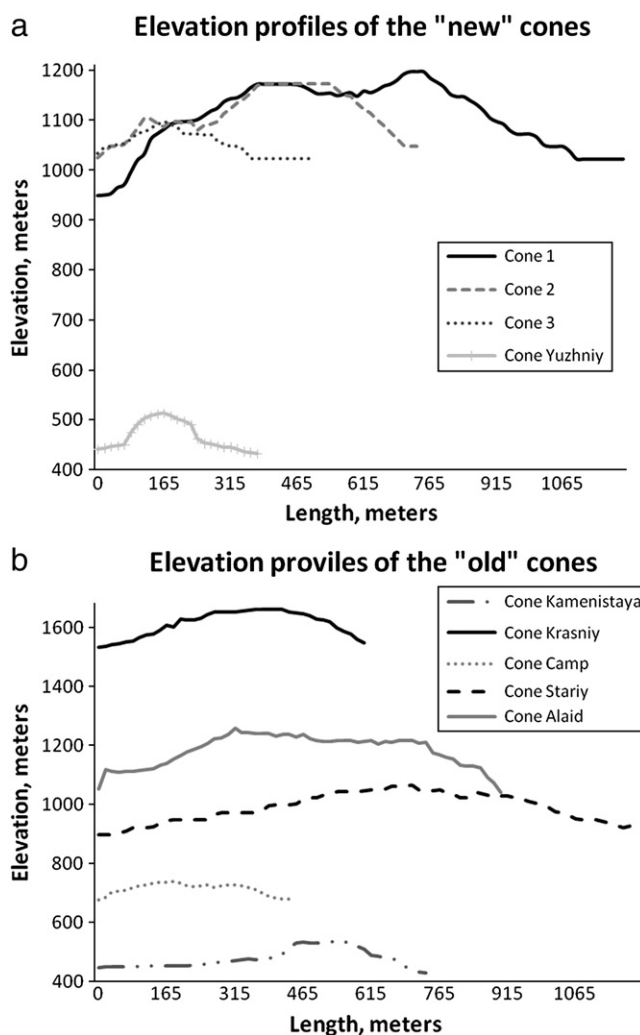 a
Elevation profiles of the "new" cones
Elevation, meters
1200
1100
1000
900
800
700
600
500
400
Cone 1
Cone 2
Cone 3
Cone Yuzhniy
0 165 315 465 615 765 915 1065
Length, meters
b
Elevation proviles of the "old" cones
Elevation, meters
1600
1400
1200
1000
800
600
400
Cone Kamenistaya
Cone Krasniy
Cone Camp
Cone Stariy
Cone Alaid
0 165 315 465 615 765 915 1065
Length, meters